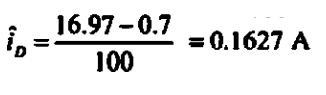 î_D = (16.97 − 0.7) / 100 = 0.1627 A